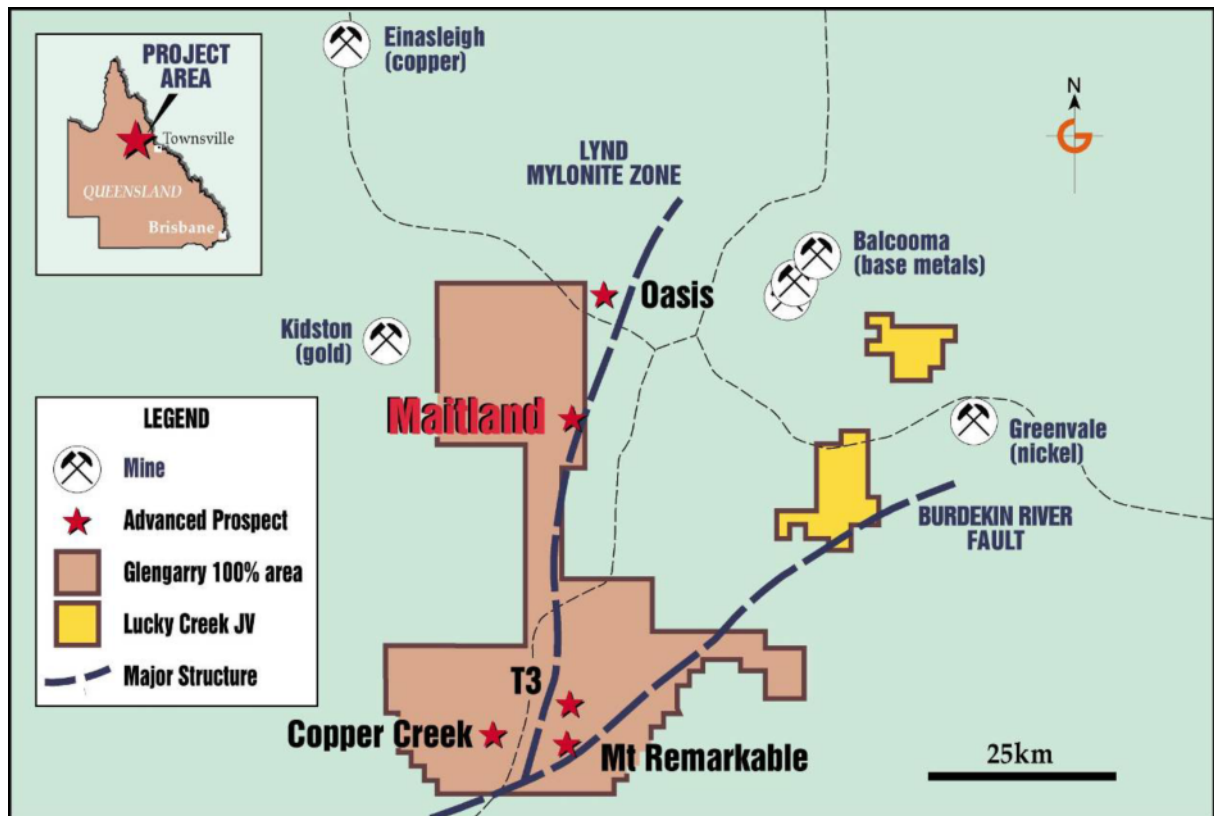 PROJECT
AREA
Townsville
QUEENSLAND
Brisbane
Einasleigh
(copper)
N
LYND
MYLONITE ZONE
Balcooma
(base metals)
Oasis
Kidston
(gold)
Maitland
Greenvale
(nickel)
BURDEKIN RIVER
FAULT
LEGEND
Mine
Advanced Prospect
Glengarry 100% area
Lucky Creek JV
Major Structure
T3
Copper Creek
Mt Remarkable
25km